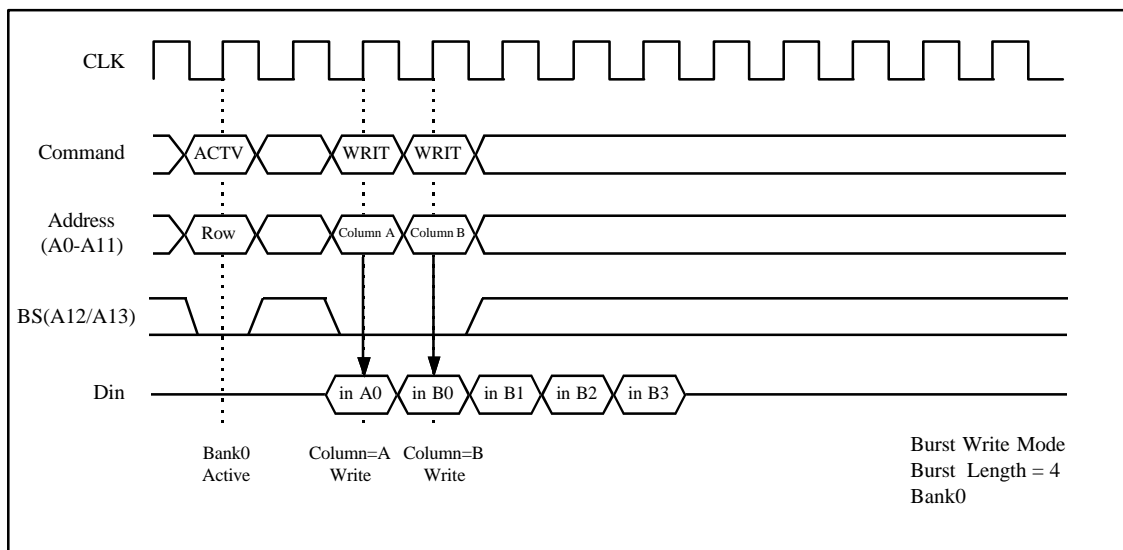 CLK
Command
ACTV
WRIT
WRIT
Address
(A0-A11)
Row
Column A
Column B
BS(A12/A13)
Din
in A0
in B0
in B1
in B2
in B3
Bank0
Active
Column=A
Write
Column=B
Write
Burst Write Mode
Burst Length = 4
Bank0